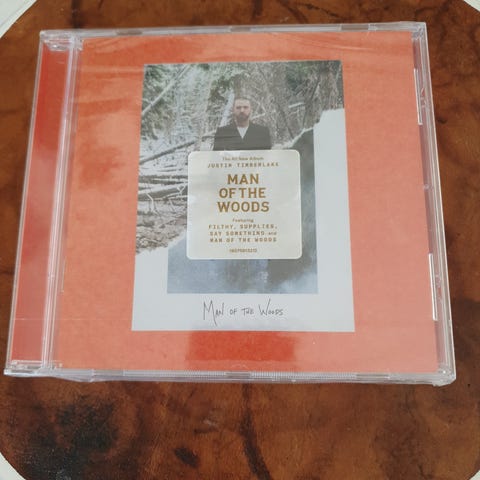 The All New Album
JUSTIN TIMBERLAKE
MAN
OF THE
WOODS
Featuring
FILTHY, SUPPLIES,
SAY SOMETHING and
MAN OF THE WOODS
19075813212
MAN OF THE WOODS